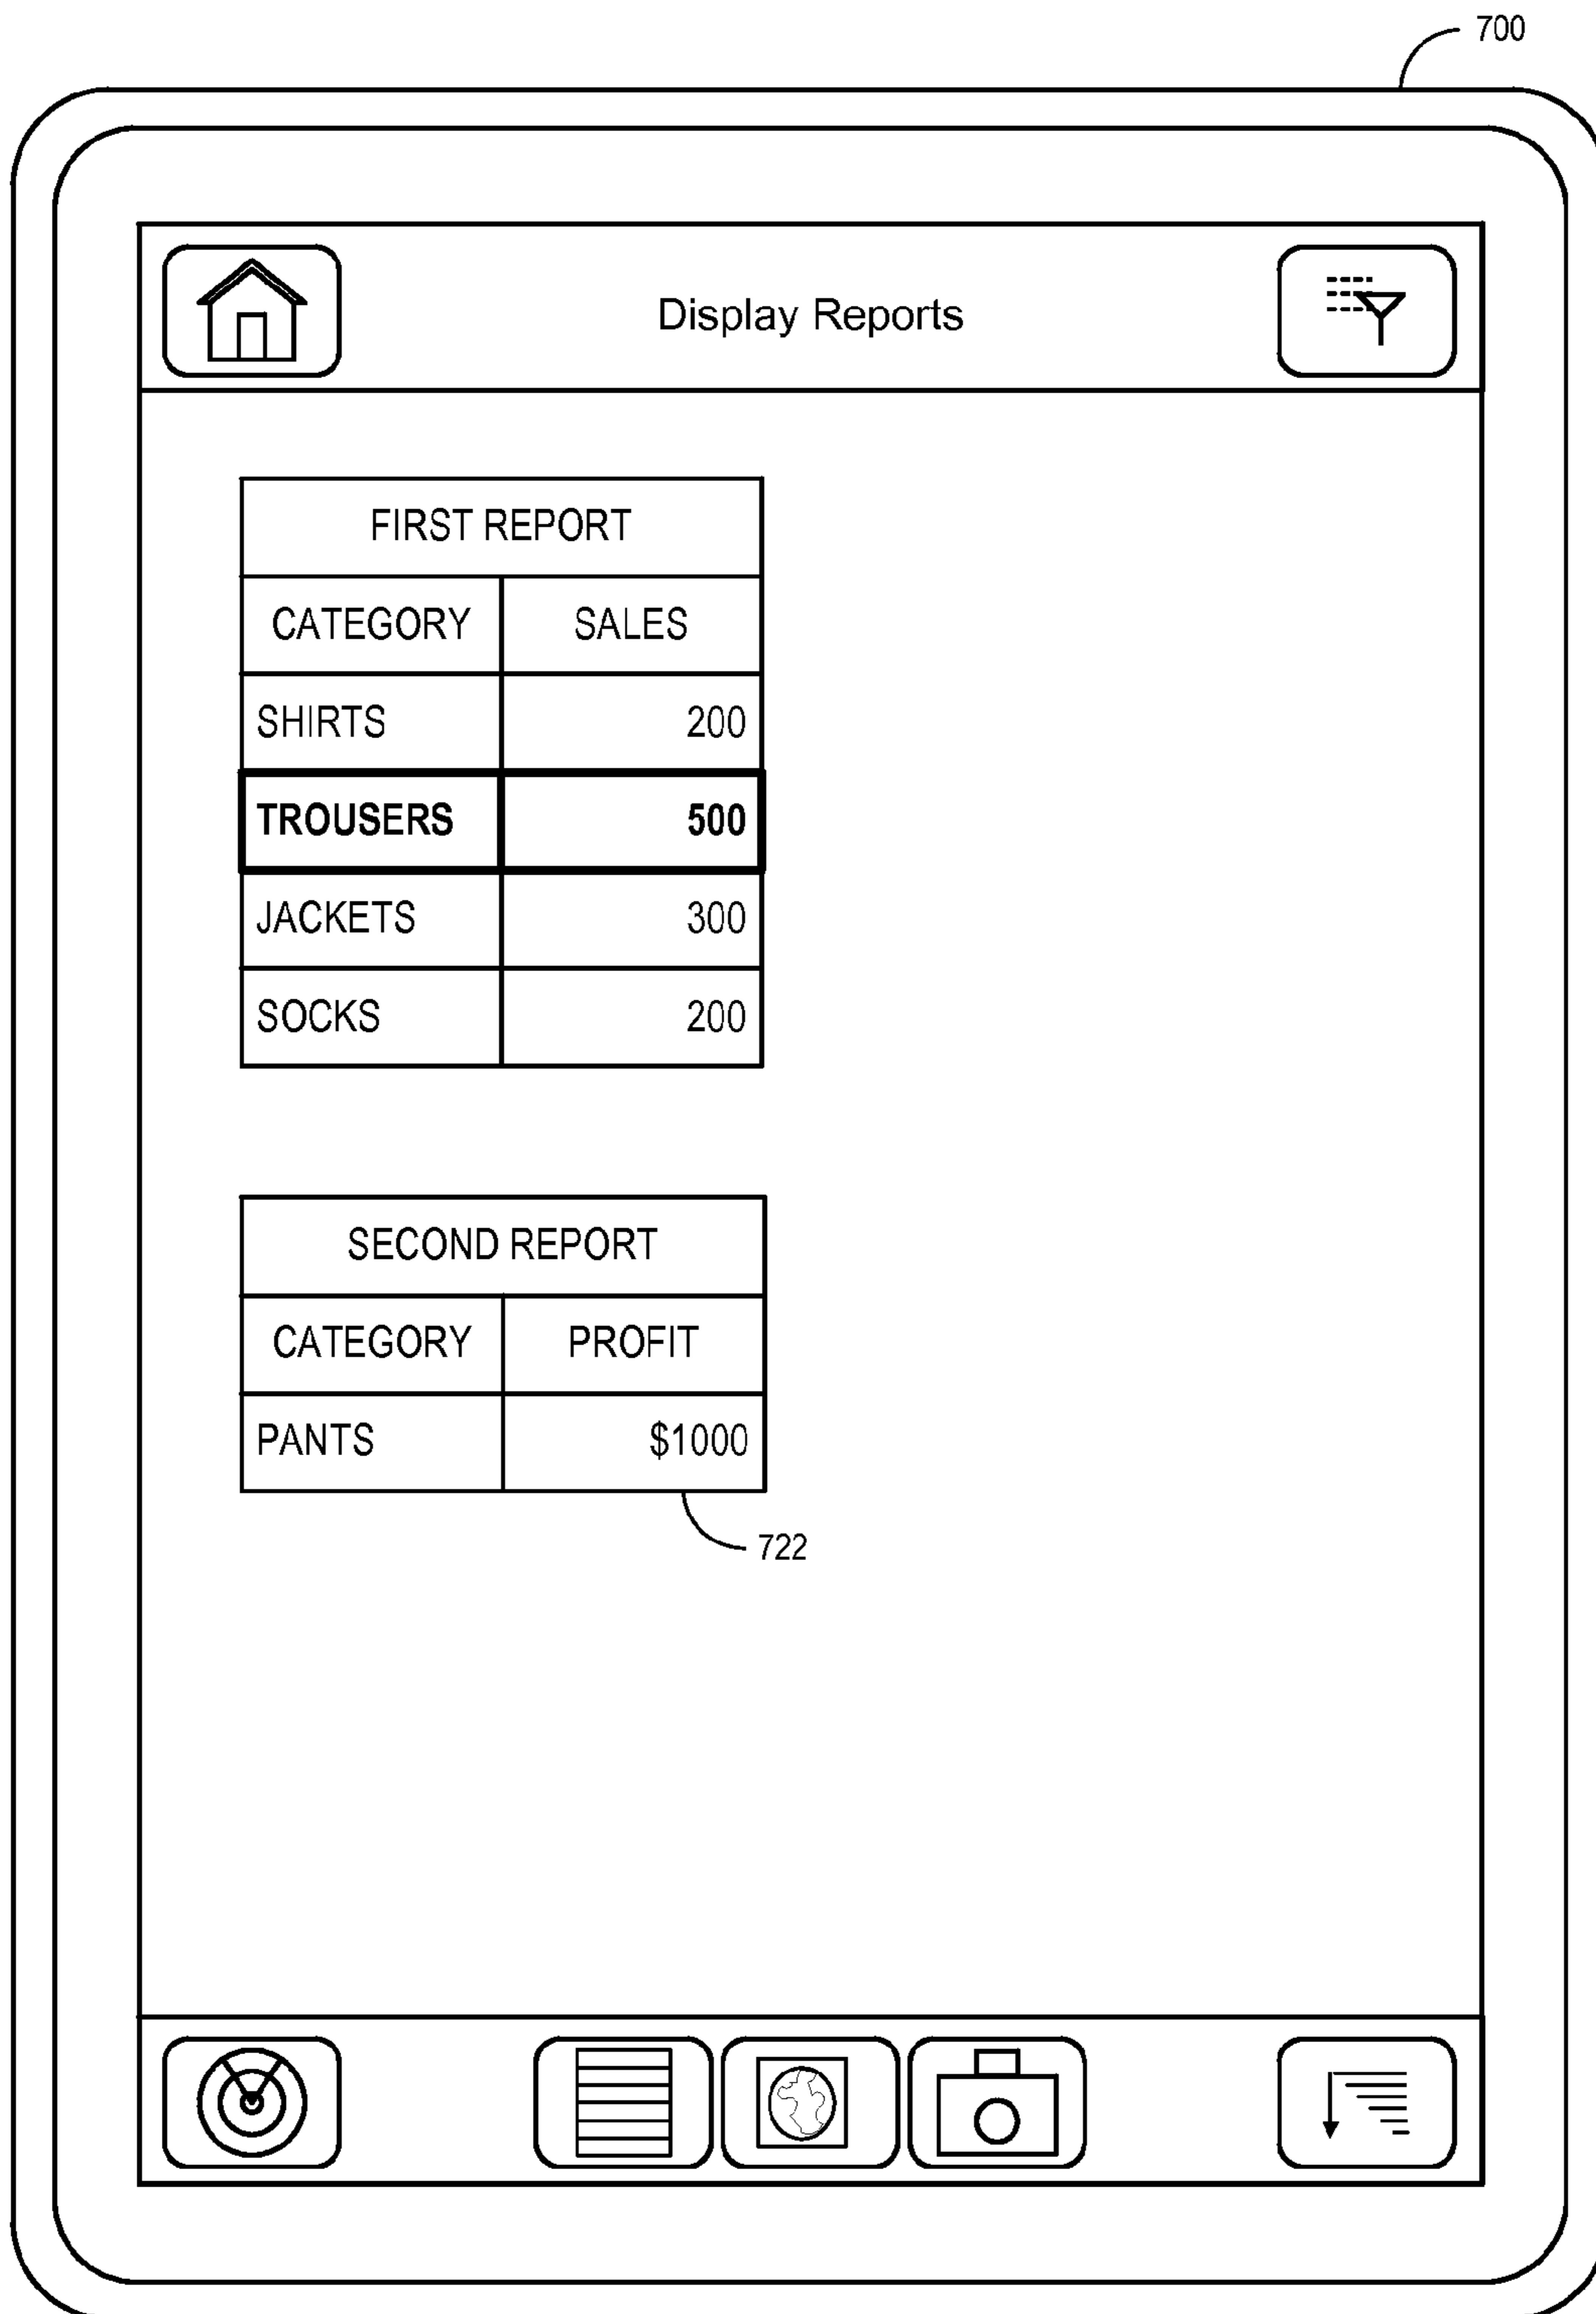 700
Display Reports
FIRST REPORT
CATEGORY SALES
SHIRTS 200
TROUSERS 500
JACKETS 300
SOCKS 200
SECOND REPORT
CATEGORY PROFIT
PANTS $1000
722